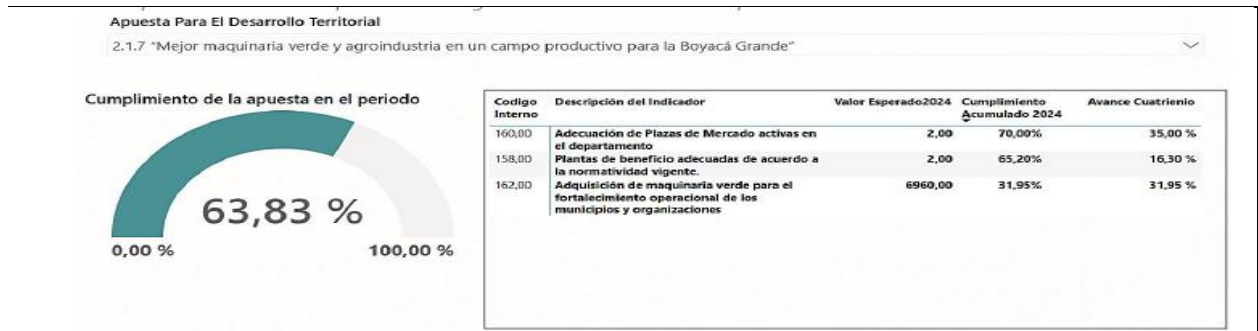 Apuesta Para El Desarrollo Territorial
2.1.7 "Mejor maquinaria verde y agroindustria en un campo productivo para la Boyacá Grande"
Cumplimiento de la apuesta en el periodo
63,83 %
0,00 %
100,00 %
Codigo Interno Descripción del Indicador Valor Esperado2024 Cumplimiento Acumulado 2024 Avance Cuatrienio
160,00 Adecuación de Plazas de Mercado activas en 2,00 70,00% 35,00 %
el departamento
158,00 Plantas de beneficio adecuadas de acuerdo a 2,00 65,20% 16,30 %
la normatividad vigente.
162,00 Adquisición de maquinaria verde para el 6960,00 31,95% 31,95 %
fortalecimiento operacional de los
municipios y organizaciones